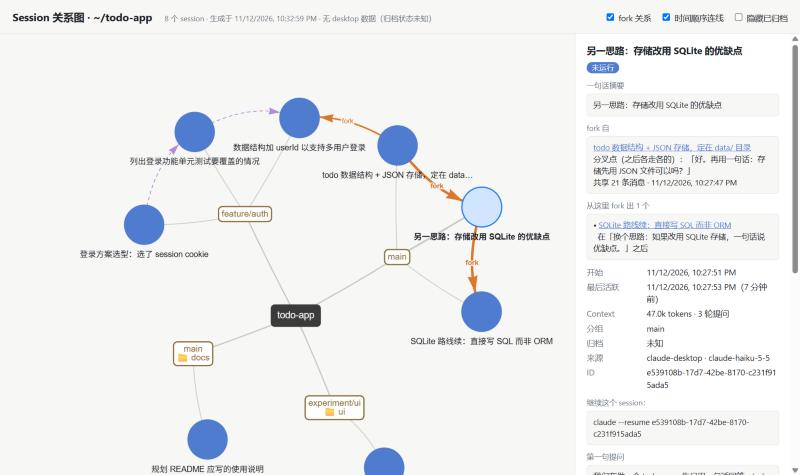 Session 关系图 · ~/todo-app
8 个 session · 生成于 11/12/2026, 10:32:59 PM · 无 desktop 数据（归档状态未知）
fork 关系
时间顺序连线
隐藏已归档
fork
数据结构加 userId 以支持多用户登录
列出登录功能单元测试要覆盖的情况
todo 数据结构 + JSON 存储，定在 data…
fork
feature/auth
另一思路：存储改用 SQLite 的优缺点
登录方案选型：选了 session cookie
main
fork
todo-app
SQLite 路线续：直接写 SQL 而非 ORM
main
docs
experiment/ui
ui
规划 README 应写的使用说明
另一思路：存储改用 SQLite 的优缺点
未运行
一句话摘要
另一思路：存储改用 SQLite 的优缺点
fork 自
todo 数据结构 + JSON 存储，定在 data/ 目录
分叉点（之后各走各的）：「好。再用一句话：存
储先用 JSON 文件可以吗？」
共享 21 条消息 · 11/12/2026, 10:27:47 PM
从这里 fork 出 1 个
• SQLite 路线续：直接写 SQL 而非 ORM
在「换个思路：如果改用 SQLite 存储，一句话说
优缺点。」之后
开始 11/12/2026, 10:27:51 PM
最后活跃 11/12/2026, 10:27:53 PM（7 分钟
前）
Context 47.0k tokens · 3 轮提问
分组 main
归档 未知
来源 claude-desktop · claude-haiku-5-5
ID e539108b-17d7-42be-8170-c231f91
5ada5
继续这个 session：
claude --resume e539108b-17d7-42be-8170-
c231f915ada5
第一句提问